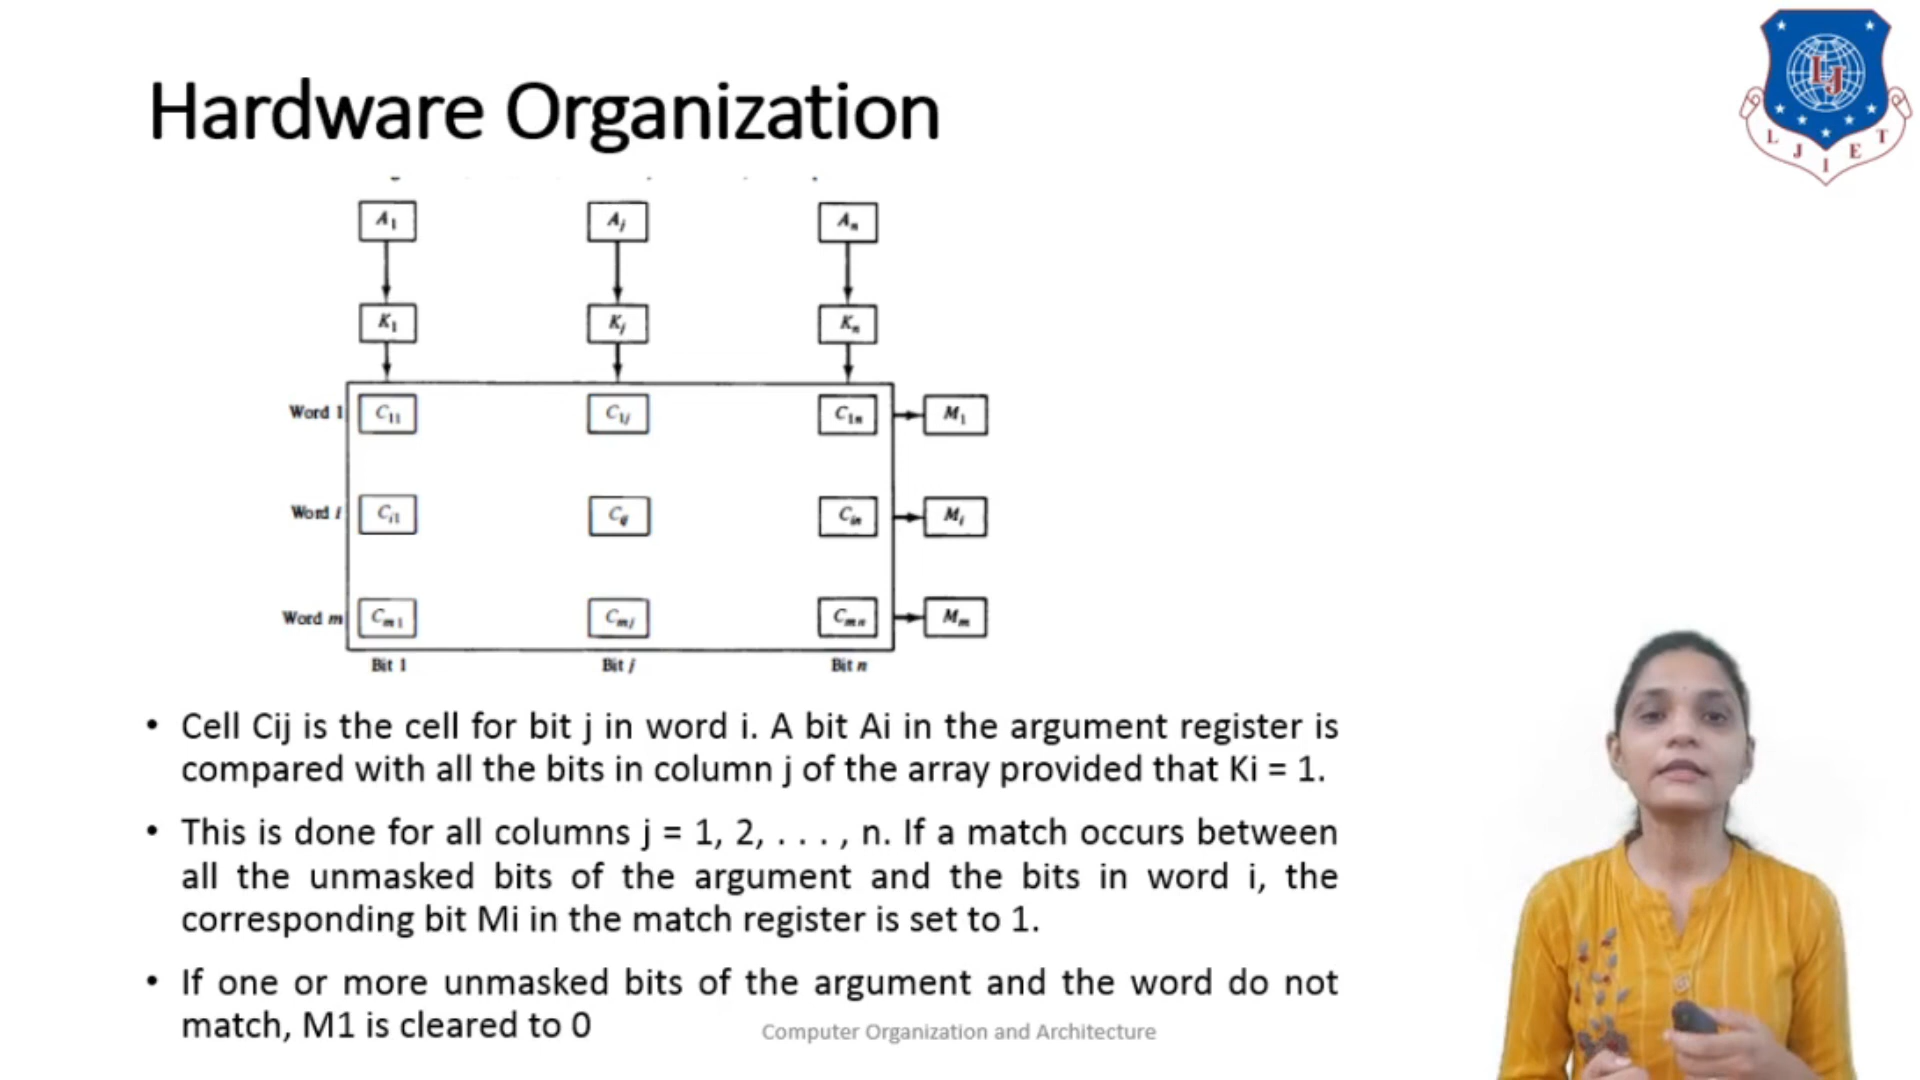 Hardware Organization
L J I E T
A1 Aj An
K1 Kj Kn
Word 1 C11 C1j C1n M1
Word i Ci1 Cij Cin Mi
Word m Cm1 Cmj Cmn Mm
Bit 1 Bit j Bit n
• Cell Cij is the cell for bit j in word i. A bit Ai in the argument register is
compared with all the bits in column j of the array provided that Ki = 1.
• This is done for all columns j = 1, 2, . . . , n. If a match occurs between
all the unmasked bits of the argument and the bits in word i, the
corresponding bit Mi in the match register is set to 1.
• If one or more unmasked bits of the argument and the word do not
match, M1 is cleared to 0
Computer Organization and Architecture